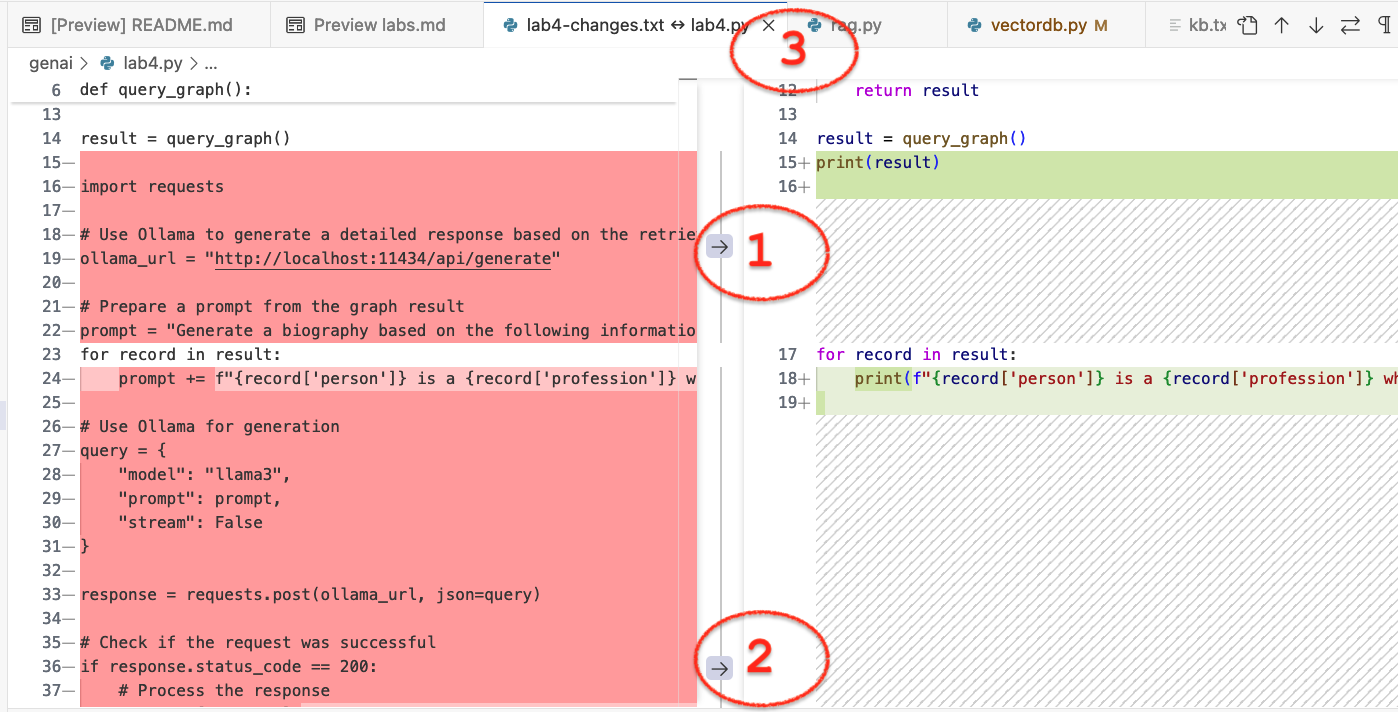 [Preview] README.md
Preview labs.md
lab4-changes.txt ↔ lab4.py
rag.py
vectordb.py M
kb.tx
3
genai > lab4.py > ...
6 def query_graph():
13
14 result = query_graph()
15—
16— import requests
17—
18— # Use Ollama to generate a detailed response based on the retrie
19— ollama_url = "http://localhost:11434/api/generate"
20—
21— # Prepare a prompt from the graph result
22— prompt = "Generate a biography based on the following informatio
23 for record in result:
24—     prompt += f"{record['person']} is a {record['profession']} w
25—
26— # Use Ollama for generation
27— query = {
28—     "model": "llama3",
29—     "prompt": prompt,
30—     "stream": False
31— }
32—
33— response = requests.post(ollama_url, json=query)
34—
35— # Check if the request was successful
36— if response.status_code == 200:
37—     # Process the response
1
2
12     return result
13
14 result = query_graph()
15+ print(result)
16+
17 for record in result:
18+     print(f"{record['person']} is a {record['profession']} wh
19+